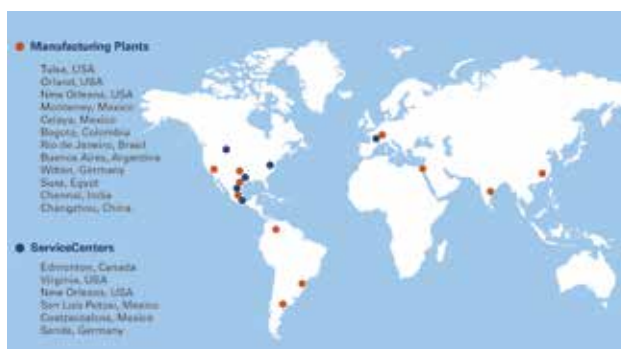 Manufacturing Plants
Tulsa, USA
Orland, USA
New Orleans, USA
Monterrey, Mexico
Celaya, Mexico
Bogota, Colombia
Rio de Janeiro, Brasil
Buenos Aires, Argentina
Witten, Germany
Suez, Egypt
Chennai, India
Changzhou, China
ServiceCenters
Edmonton, Canada
Virginia, USA
New Orleans, USA
San Luis Potosi, Mexico
Coatzacoalcos, Mexico
Sande, Germany